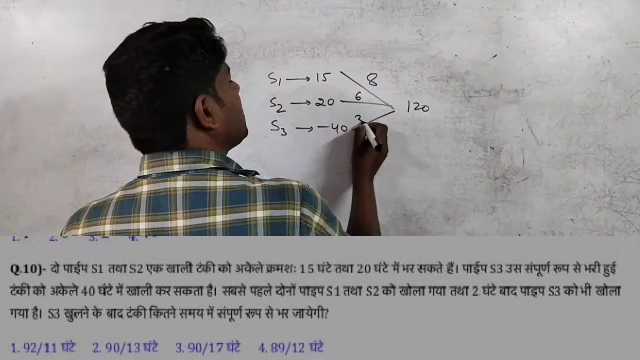 S₁ → 15 8
S₂ → 20 6 120
S₃ → -40 3
Q.10)- दो पाईप S1 तथा S2 एक खाली टंकी को अकेले क्रमशः 15 घंटे तथा 20 घंटे में भर सकते हैं। पाईप S3 उस संपूर्ण रूप से भरी हुई
टंकी को अकेले 40 घंटे में खाली कर सकता है। सबसे पहले दोनों पाइप S1 तथा S2 को खोला गया तथा 2 घंटे बाद पाइप S3 को भी खोला
गया है। S3 खुलने के बाद टंकी कितने समय में संपूर्ण रूप से भर जायेगी?
1. 92/11 घंटे 2. 90/13 घंटे 3. 90/17 घंटे 4. 89/12 घंटे